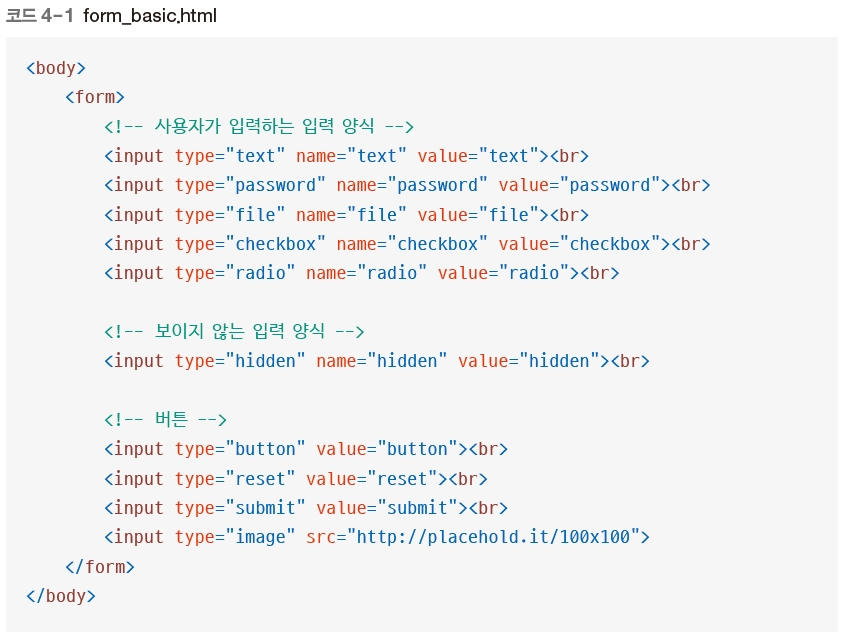 코드 4-1 form_basic.html
<body>
<form>
<!-- 사용자가 입력하는 입력 양식 -->
<input type="text" name="text" value="text"><br>
<input type="password" name="password" value="password"><br>
<input type="file" name="file" value="file"><br>
<input type="checkbox" name="checkbox" value="checkbox"><br>
<input type="radio" name="radio" value="radio"><br>
<!-- 보이지 않는 입력 양식 -->
<input type="hidden" name="hidden" value="hidden"><br>
<!-- 버튼 -->
<input type="button" value="button"><br>
<input type="reset" value="reset"><br>
<input type="submit" value="submit"><br>
<input type="image" src="http://placehold.it/100x100">
</form>
</body>